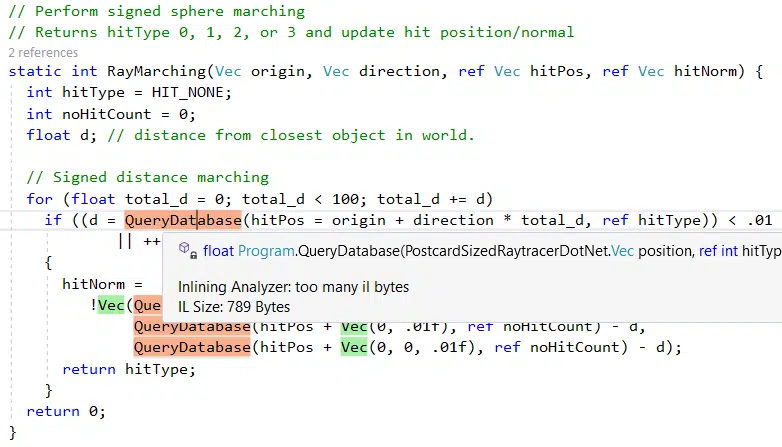 // Perform signed sphere marching
// Returns hitType 0, 1, 2, or 3 and update hit position/normal
2 references
static int RayMarching(Vec origin, Vec direction, ref Vec hitPos, ref Vec hitNorm) {
int hitType = HIT_NONE;
int noHitCount = 0;
float d; // distance from closest object in world.
// Signed distance marching
for (float total_d = 0; total_d < 100; total_d += d)
if ((d = QueryDatabase(hitPos = origin + direction * total_d, ref hitType)) < .01
|| ++
float Program.QueryDatabase(PostcardSizedRaytracerDotNet.Vec position, ref int hitTyp
{
Inlining Analyzer: too many il bytes
hitNorm =
IL Size: 789 Bytes
!Vec(Que
QueryDatabase(hitPos + Vec(0, .01f), ref noHitCount) - d,
QueryDatabase(hitPos + Vec(0, 0, .01f), ref noHitCount) - d);
return hitType;
}
return 0;
}